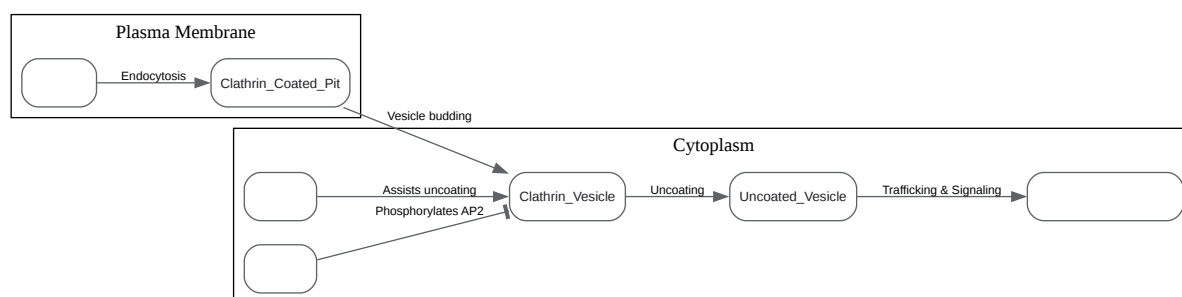 Plasma Membrane
Endocytosis
Clathrin_Coated_Pit
Vesicle budding
Cytoplasm
Assists uncoating
Clathrin_Vesicle
Uncoating
Uncoated_Vesicle
Trafficking & Signaling
Phosphorylates AP2